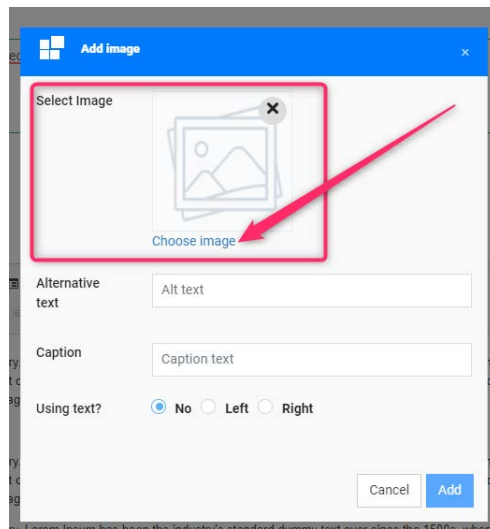 Add image
×
Select Image
Choose image
Alternative
text
Alt text
Caption
Caption text
Using text?
No Left Right
Cancel Add
Lorem Ipsum has been the industry's standard dummy text ever since the 1500s, when